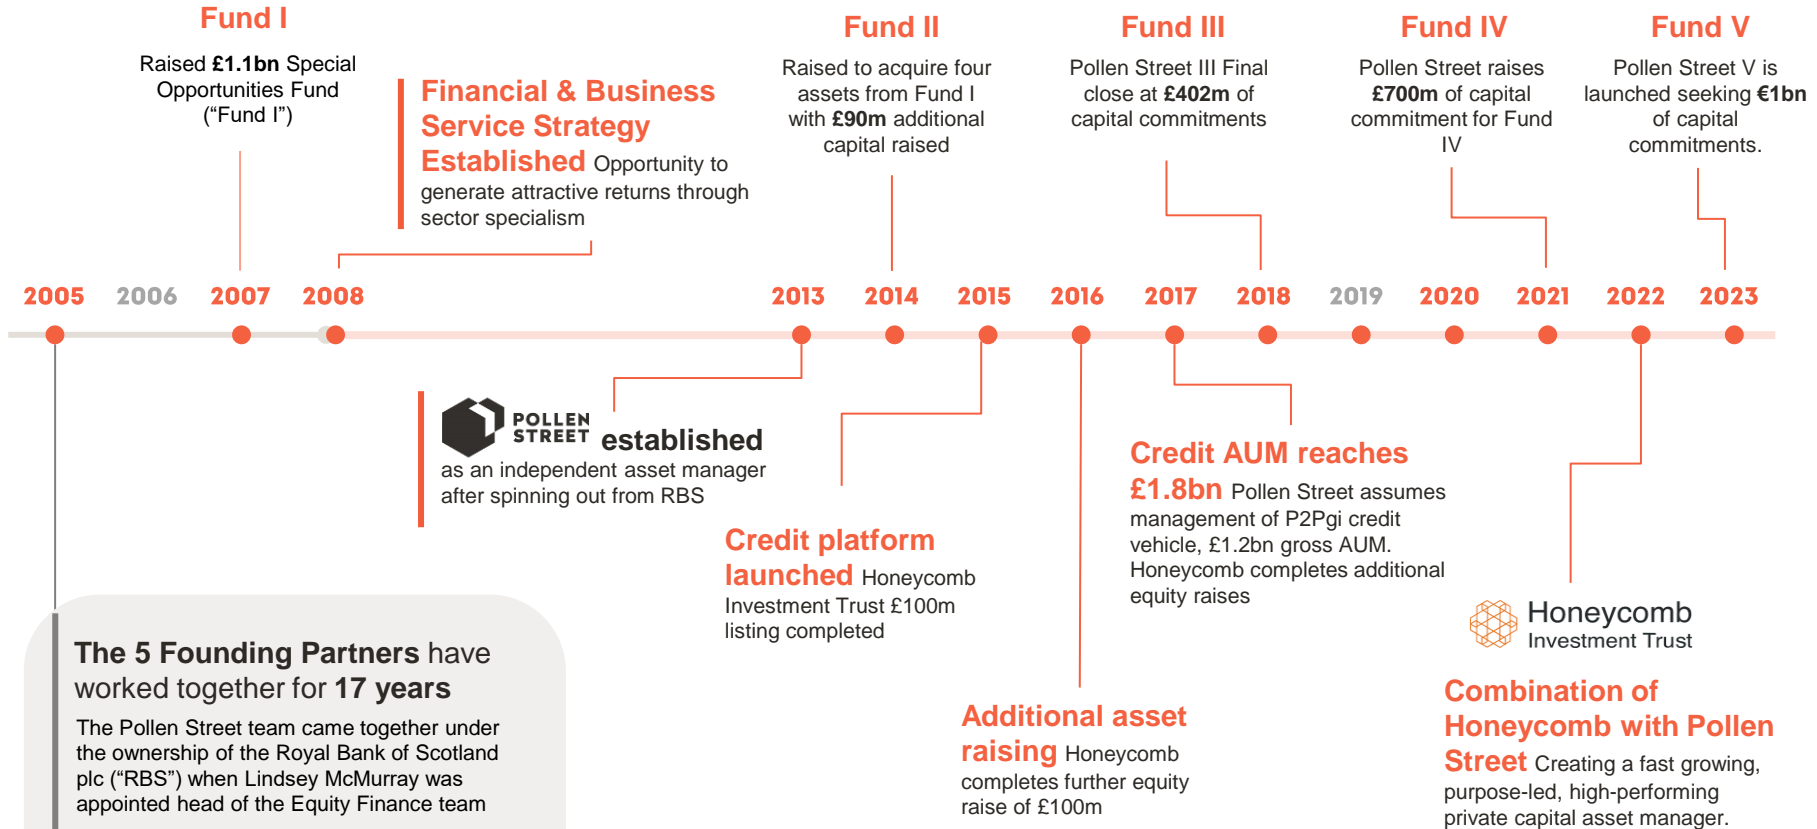 Fund I
Raised £1.1bn Special
Opportunities Fund
(“Fund I”)
Financial & Business
Service Strategy
Established Opportunity to
generate attractive returns through
sector specialism
Fund II
Raised to acquire four
assets from Fund I
with £90m additional
capital raised
Fund III
Pollen Street III Final
close at £402m of
capital commitments
Fund IV
Pollen Street raises
£700m of capital
commitment for Fund
IV
Fund V
Pollen Street V is
launched seeking €1bn
of capital
commitments.
2005 2006 2007 2008 2013 2014 2015 2016 2017 2018 2019 2020 2021 2022 2023
POLLEN
STREET established
as an independent asset manager
after spinning out from RBS
Credit platform
launched Honeycomb
Investment Trust £100m
listing completed
Additional asset
raising Honeycomb
completes further equity
raise of £100m
Credit AUM reaches
£1.8bn Pollen Street assumes
management of P2Pgi credit
vehicle, £1.2bn gross AUM.
Honeycomb completes additional
equity raises
Honeycomb
Investment Trust
Combination of
Honeycomb with Pollen
Street Creating a fast growing,
purpose-led, high-performing
private capital asset manager.
The 5 Founding Partners have
worked together for 17 years
The Pollen Street team came together under
the ownership of the Royal Bank of Scotland
plc (“RBS”) when Lindsey McMurray was
appointed head of the Equity Finance team